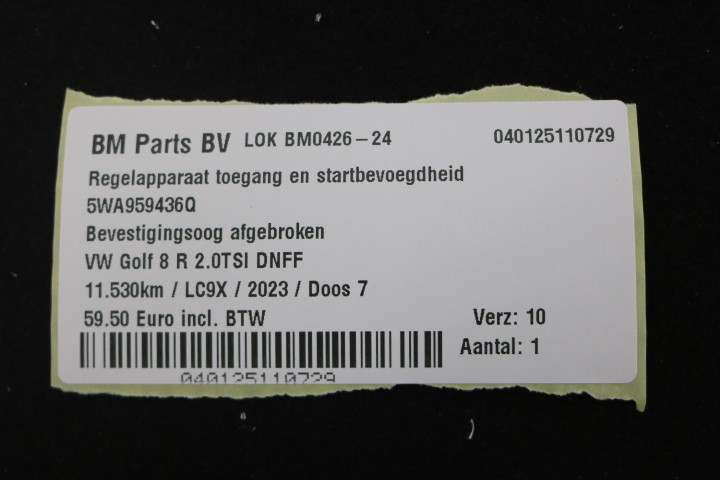 BM Parts BV LOK BM0426-24 040125110729
Regelapparaat toegang en startbevoegdheid
5WA959436Q
Bevestigingsoog afgebroken
VW Golf 8 R 2.0TSI DNFF
11.530km / LC9X / 2023 / Doos 7
59.50 Euro incl. BTW Verz: 10
Aantal: 1
040125110729